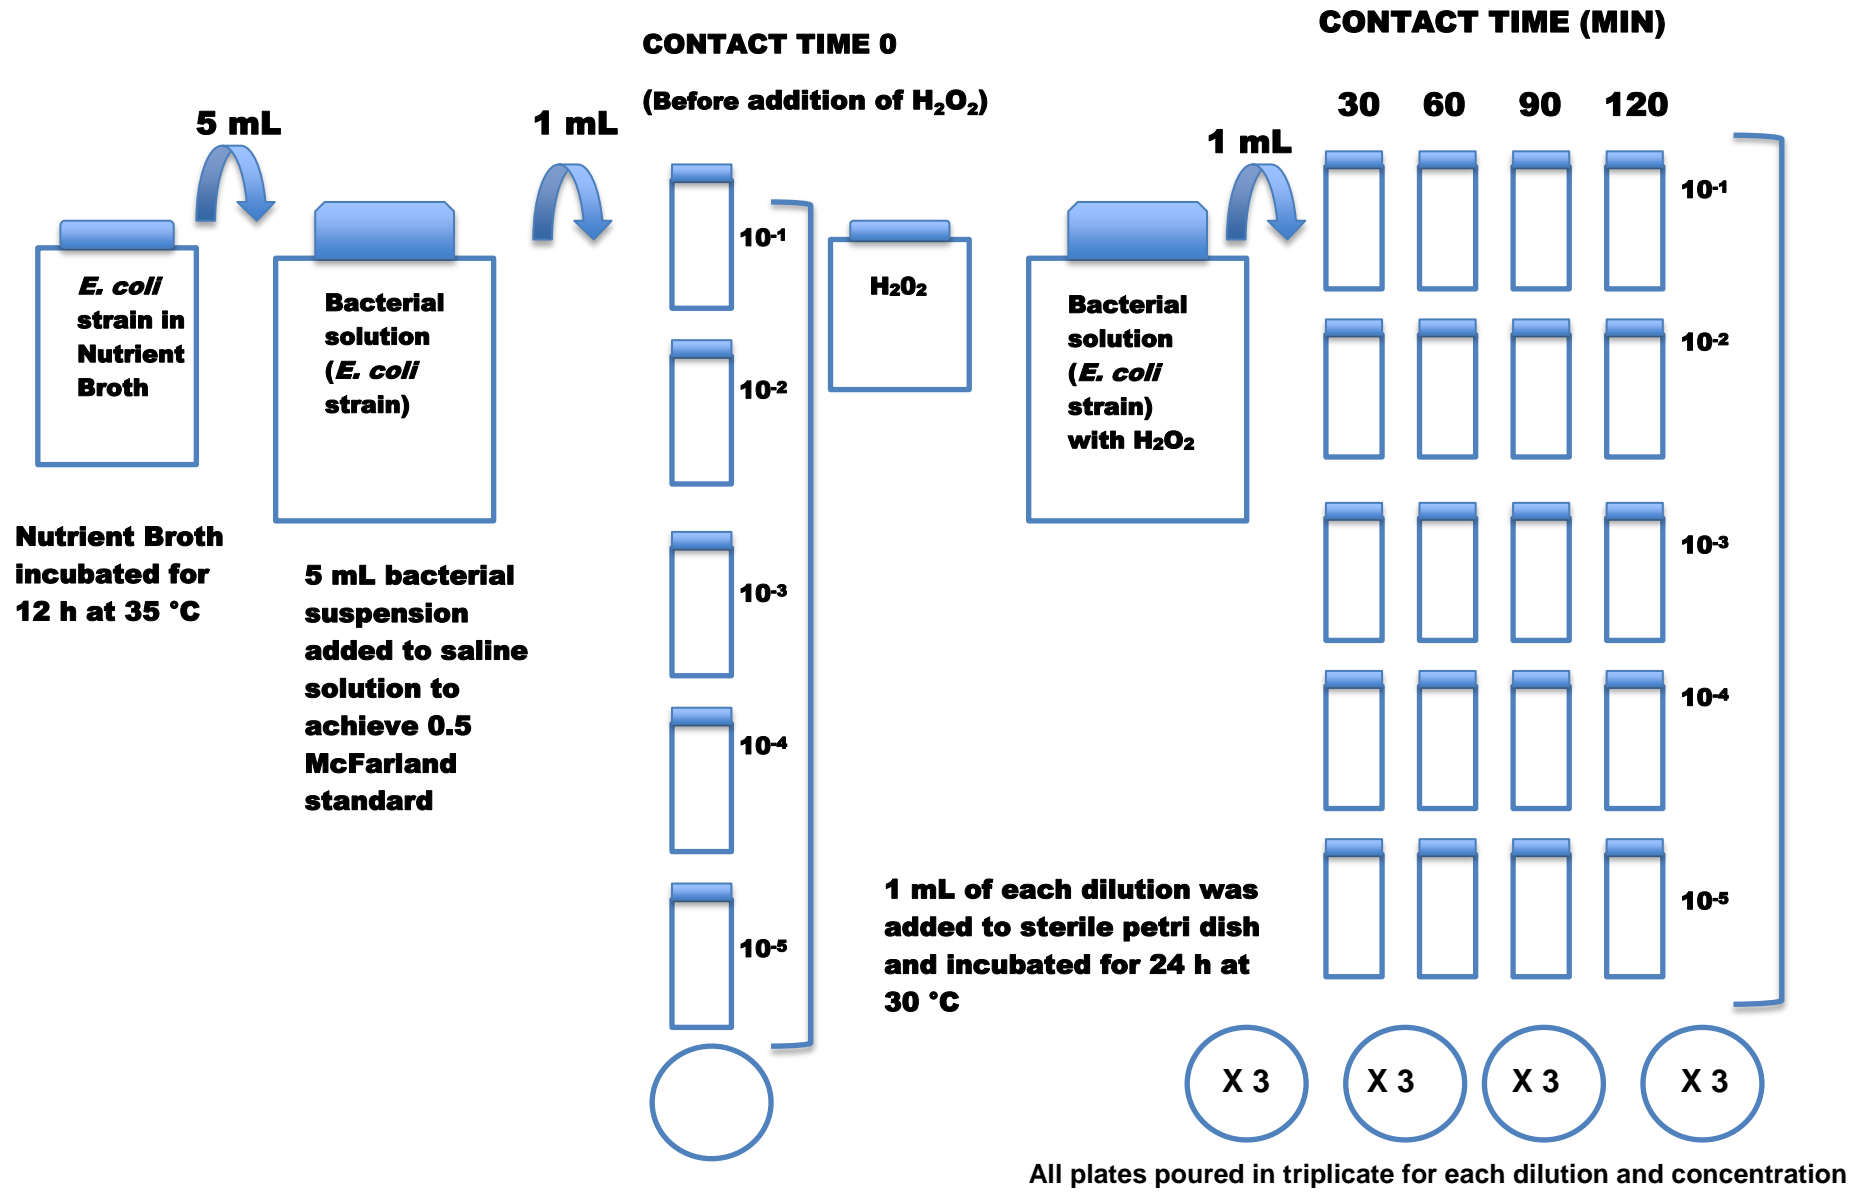 CONTACT TIME 0
(Before addition of H₂O₂)
CONTACT TIME (MIN)
30 60 90 120
5 mL
1 mL
1 mL
E. coli
strain in
Nutrient
Broth
Nutrient Broth
incubated for
12 h at 35 °C
Bacterial
solution
(E. coli
strain)
5 mL bacterial
suspension
added to saline
solution to
achieve 0.5
McFarland
standard
10-1
10-2
10-3
10-4
10-5
H₂0₂
Bacterial
solution
(E. coli
strain)
with H₂O₂
1 mL of each dilution was
added to sterile petri dish
and incubated for 24 h at
30 °C
10-1
10-2
10-3
10-4
10-5
X 3 X 3 X 3 X 3
All plates poured in triplicate for each dilution and concentration